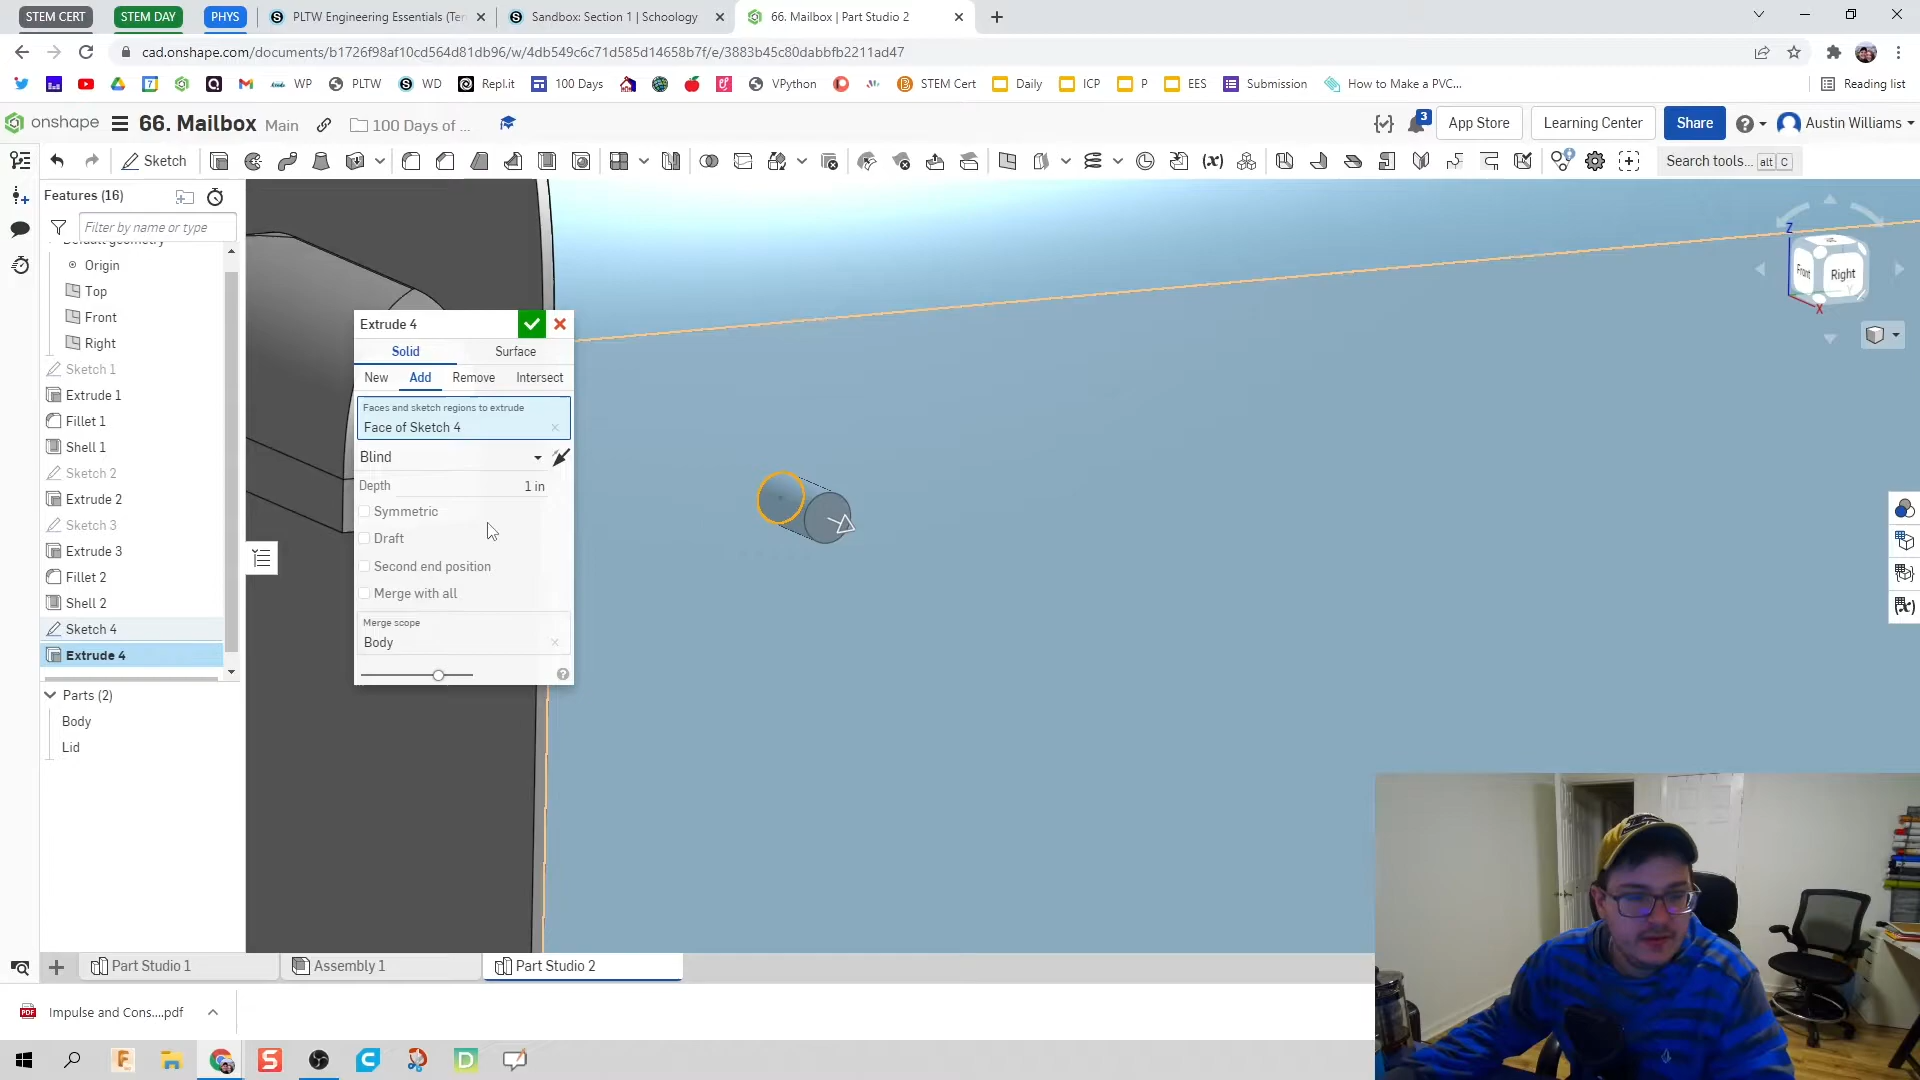 STEM CERT
STEM DAY
PHYS
PLTW Engineering Essentials (Ter
Sandbox: Section 1 | Schoology
66. Mailbox | Part Studio 2
cad.onshape.com/documents/b1726f98af10cd564d81db96/w/4db549c6c71d585d14658b7f/e/3883b45c80dabbfb2211ad47
WP
PLTW
WD
Repl.it
100 Days
VPython
STEM Cert
Daily
ICP
P
EES
Submission
How to Make a PVC...
Reading list
onshape
66. Mailbox
Main
100 Days of ...
3
App Store
Learning Center
Share
Austin Williams
Sketch
Search tools...
alt
C
Features (16)
Filter by name or type
Default geometry
Origin
Top
Front
Right
Sketch 1
Extrude 1
Fillet 1
Shell 1
Sketch 2
Extrude 2
Sketch 3
Extrude 3
Fillet 2
Shell 2
Sketch 4
Extrude 4
Parts (2)
Body
Lid
Extrude 4
Solid
Surface
New
Add
Remove
Intersect
Faces and sketch regions to extrude
Face of Sketch 4
Blind
Depth
1 in
Symmetric
Draft
Second end position
Merge with all
Merge scope
Body
Z
Front
Right
Y
X
Part Studio 1
Assembly 1
Part Studio 2
Impulse and Cons....pdf